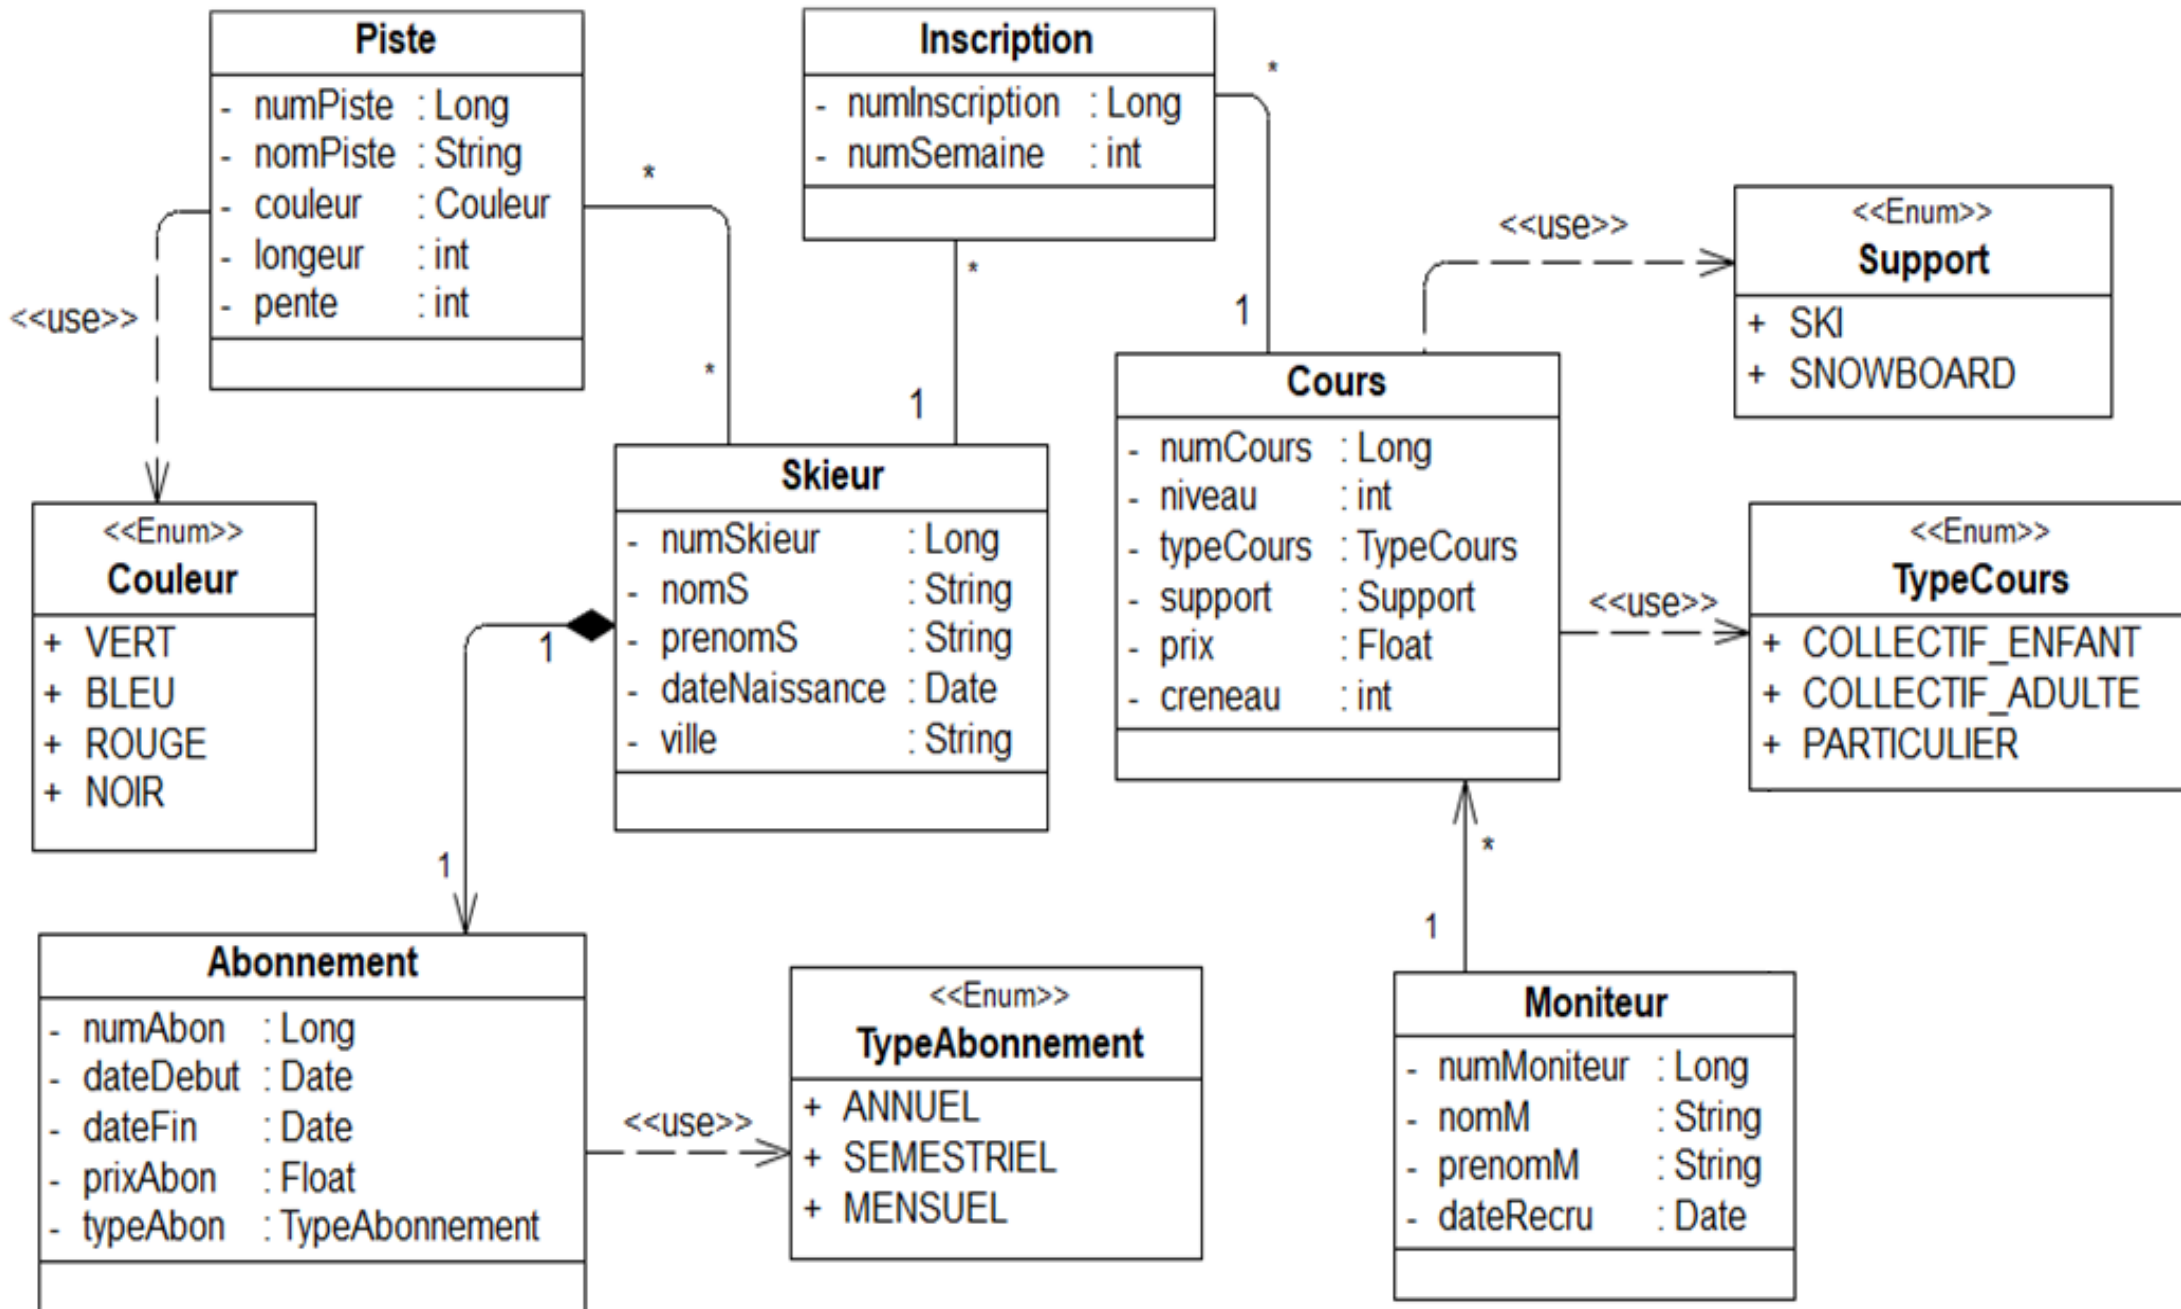 Piste
- numPiste : Long
- nomPiste : String
- couleur : Couleur
- longeur : int
- pente : int
Inscription
- numInscription : Long
- numSemaine : int
*
1
*
1
*
*
<<use>>
<<Enum>>
Couleur
+ VERT
+ BLEU
+ ROUGE
+ NOIR
Skieur
- numSkieur : Long
- nomS : String
- prenomS : String
- dateNaissance : Date
- ville : String
1
1
Cours
- numCours : Long
- niveau : int
- typeCours : TypeCours
- support : Support
- prix : Float
- creneau : int
<<use>>
<<Enum>>
Support
+ SKI
+ SNOWBOARD
<<use>>
<<Enum>>
TypeCours
+ COLLECTIF_ENFANT
+ COLLECTIF_ADULTE
+ PARTICULIER
*
1
Abonnement
- numAbon : Long
- dateDebut : Date
- dateFin : Date
- prixAbon : Float
- typeAbon : TypeAbonnement
<<use>>
<<Enum>>
TypeAbonnement
+ ANNUEL
+ SEMESTRIEL
+ MENSUEL
Moniteur
- numMoniteur : Long
- nomM : String
- prenomM : String
- dateRecru : Date